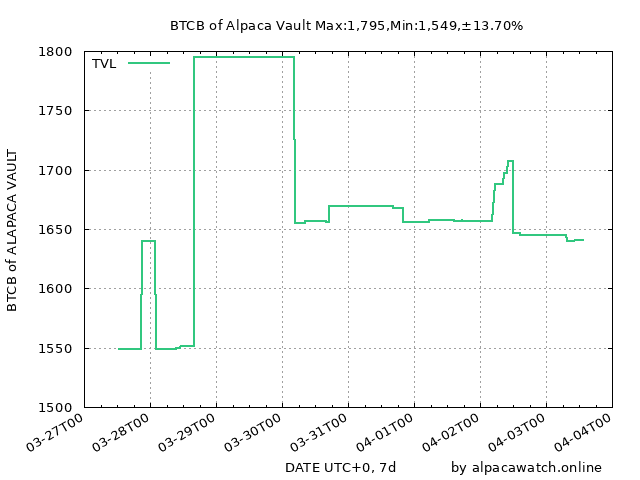 BTCB of Alpaca Vault Max:1,795,Min:1,549,±13.70%
TVL
BTCB of ALAPACA VAULT
1800
1750
1700
1650
1600
1550
1500
03-27T00
03-28T00
03-29T00
03-30T00
03-31T00
04-01T00
04-02T00
04-03T00
04-04T00
DATE UTC+0, 7d
by alpacawatch.online